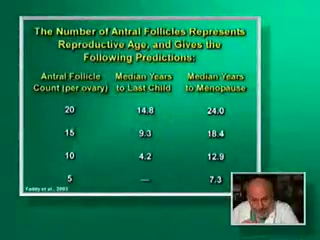 The Number of Antral Follicles Represents
Reproductive Age, and Gives the
Following Predictions:
Antral Follicle Median Years Median Years
Count (per ovary) to Last Child to Menopause
20 14.8 24.0
15 9.3 18.4
10 4.2 12.9
5 — 7.3
Faddy et al., 2003